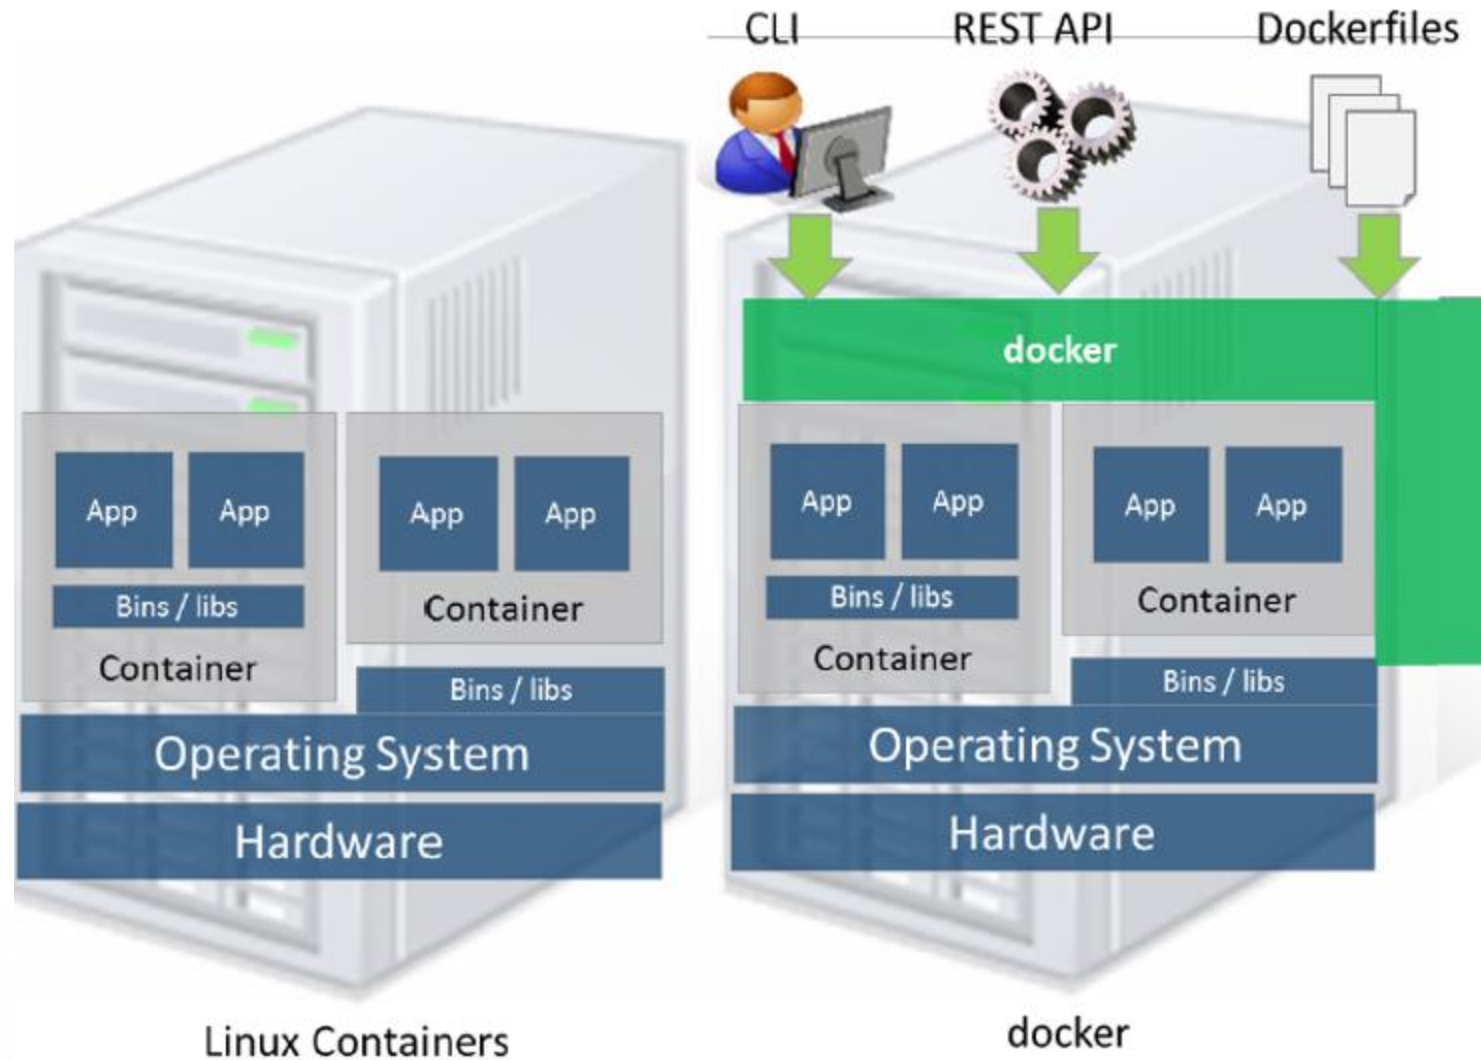 CLI
REST API
Dockerfiles
docker
App
App
App
App
Bins / libs
Container
Container
Bins / libs
Operating System
Hardware
Linux Containers
App
App
App
App
Bins / libs
Container
Container
Bins / libs
Operating System
Hardware
docker